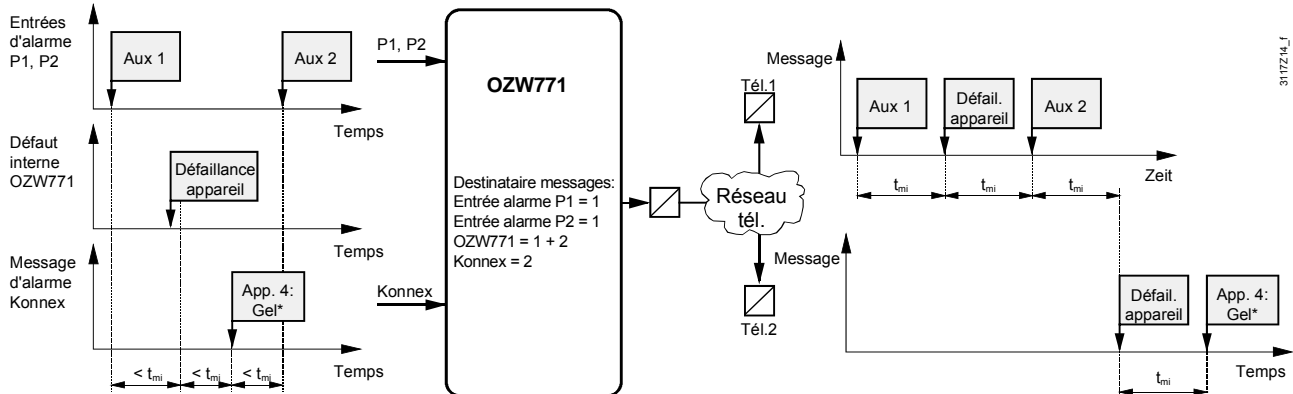 Entrées
d'alarme
P1, P2
Aux 1
Aux 2
Temps
Défaut
interne
OZW771
Défaillance
appareil
Temps
Message
d'alarme
Konnex
App. 4:
Gel*
Temps
< tmi
< tmi
< tmi
P1, P2
Konnex
OZW771
Destinataire messages:
Entrée alarme P1 = 1
Entrée alarme P2 = 1
OZW771 = 1 + 2
Konnex = 2
Tél.1
Réseau
tél.
Tél.2
Message
Aux 1
Défail.
appareil
Aux 2
Zeit
tmi
tmi
tmi
Message
Défail.
appareil
App. 4:
Gel*
Temps
tmi
3117Z14_f